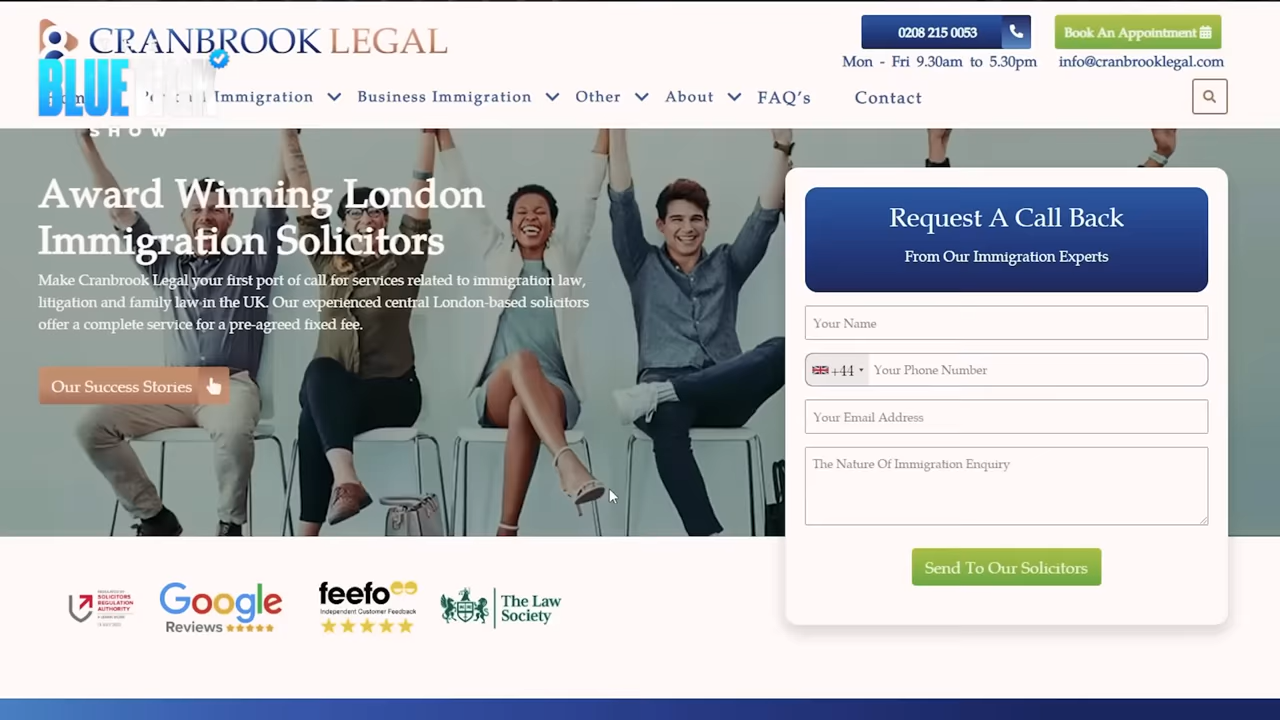 CRANBROOK LEGAL
0208 215 0053
Book An Appointment
Mon - Fri 9.30am to 5.30pm
info@cranbrooklegal.com
BLUE
SHOW
Immigration
Business Immigration
Other
About
FAQ's
Contact
Award Winning London
Immigration Solicitors
Make Cranbrook Legal your first port of call for services related to immigration law,
litigation and family law in the UK. Our experienced central London-based solicitors
offer a complete service for a pre-agreed fixed fee.
Our Success Stories
Request A Call Back
From Our Immigration Experts
Your Name
+44
Your Phone Number
Your Email Address
The Nature Of Immigration Enquiry
Send To Our Solicitors
SOLICITORS
REGULATION
AUTHORITY
Google
Reviews
feefo
Independent Customer Feedback
The Law
Society